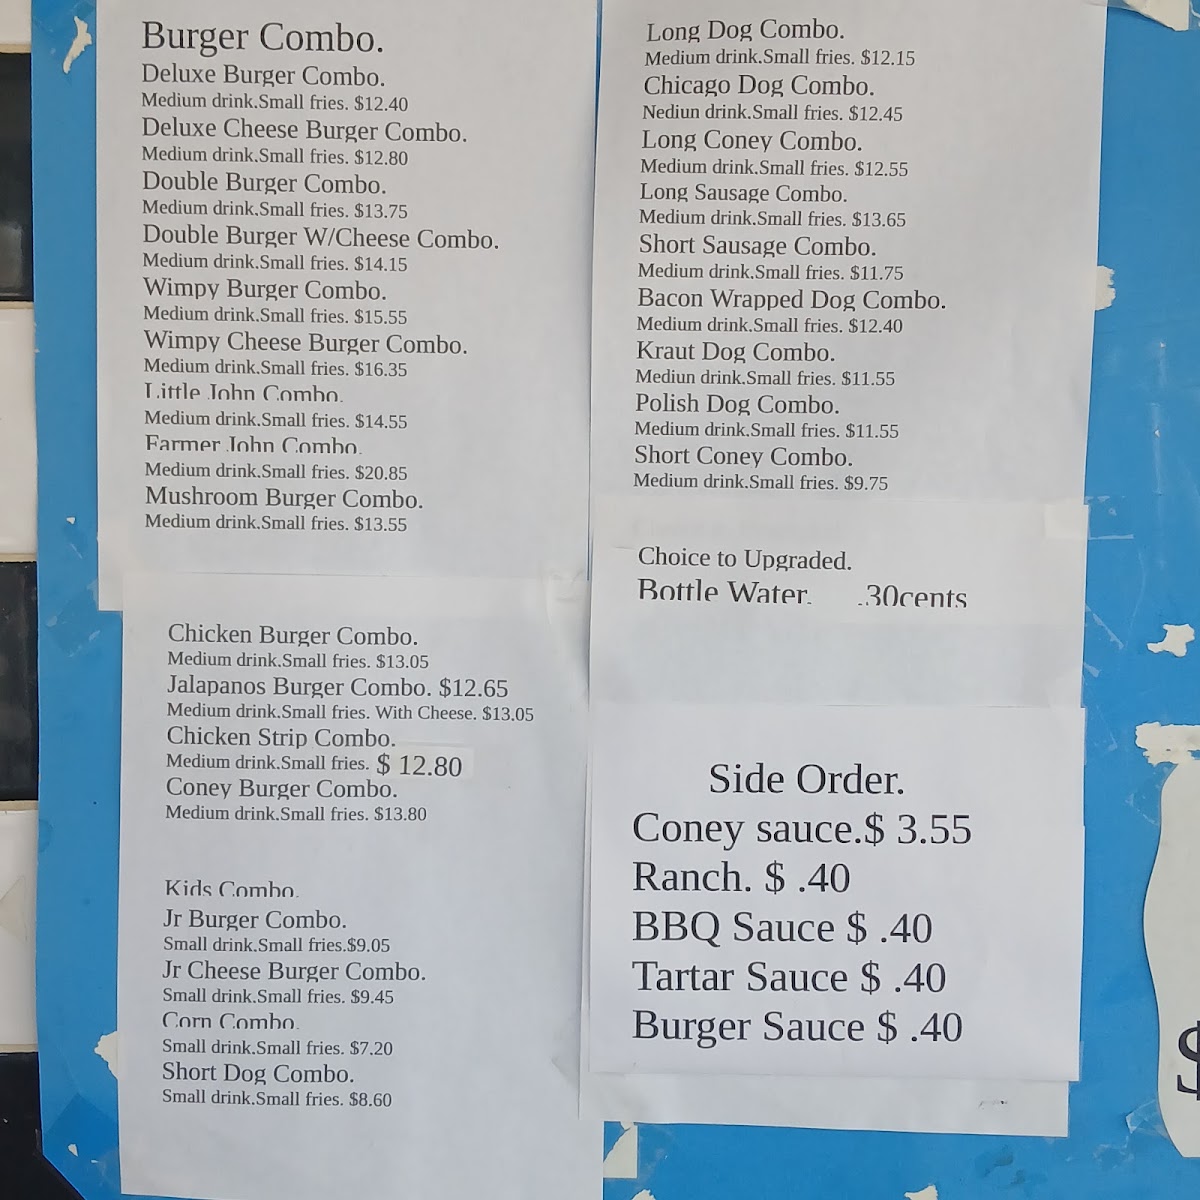 Burger Combo.
Deluxe Burger Combo.
Medium drink.Small fries. $12.40
Deluxe Cheese Burger Combo.
Medium drink.Small fries. $12.80
Double Burger Combo.
Medium drink.Small fries. $13.75
Double Burger W/Cheese Combo.
Medium drink.Small fries. $14.15
Wimpy Burger Combo.
Medium drink.Small fries. $15.55
Wimpy Cheese Burger Combo.
Medium drink.Small fries. $16.35
Little John Combo.
Medium drink.Small fries. $14.55
Farmer John Combo.
Medium drink.Small fries. $20.85
Mushroom Burger Combo.
Medium drink.Small fries. $13.55
Chicken Burger Combo.
Medium drink.Small fries. $13.05
Jalapanos Burger Combo. $12.65
Medium drink.Small fries. With Cheese. $13.05
Chicken Strip Combo.
Medium drink.Small fries. $ 12.80
Coney Burger Combo.
Medium drink.Small fries. $13.80
Kids Combo.
Jr Burger Combo.
Small drink.Small fries.$9.05
Jr Cheese Burger Combo.
Small drink.Small fries. $9.45
Corn Combo.
Small drink.Small fries. $7.20
Short Dog Combo.
Small drink.Small fries. $8.60
Long Dog Combo.
Medium drink.Small fries. $12.15
Chicago Dog Combo.
Nediun drink.Small fries. $12.45
Long Coney Combo.
Medium drink.Small fries. $12.55
Long Sausage Combo.
Medium drink.Small fries. $13.65
Short Sausage Combo.
Medium drink.Small fries. $11.75
Bacon Wrapped Dog Combo.
Medium drink.Small fries. $12.40
Kraut Dog Combo.
Mediun drink.Small fries. $11.55
Polish Dog Combo.
Medium drink.Small fries. $11.55
Short Coney Combo.
Medium drink.Small fries. $9.75
Choice to Upgraded.
Bottle Water. .30cents
Side Order.
Coney sauce.$ 3.55
Ranch. $ .40
BBQ Sauce $ .40
Tartar Sauce $ .40
Burger Sauce $ .40
$